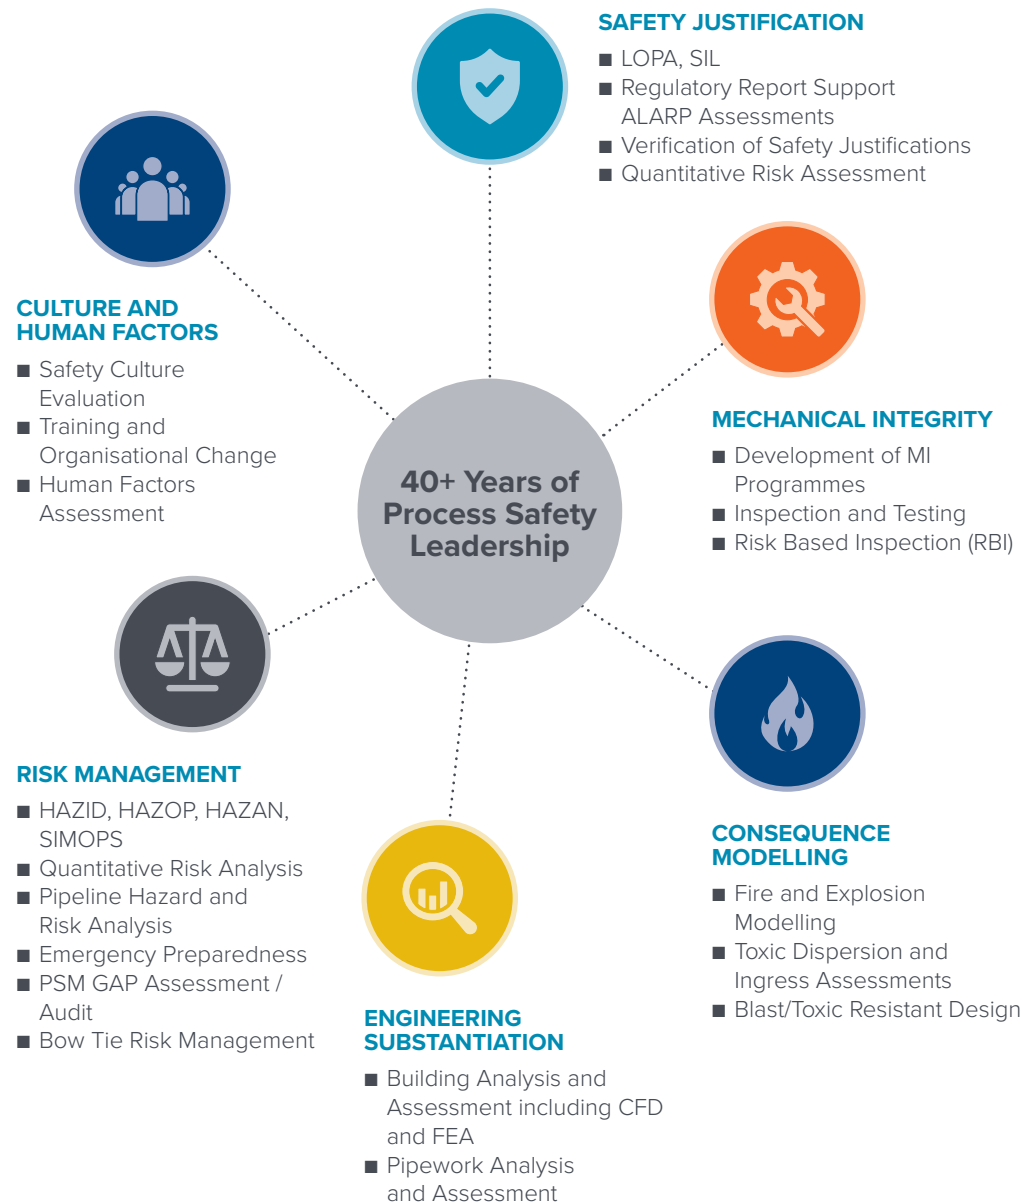 SAFETY JUSTIFICATION
■ LOPA, SIL
■ Regulatory Report Support
ALARP Assessments
■ Verification of Safety Justifications
■ Quantitative Risk Assessment
CULTURE AND
HUMAN FACTORS
■ Safety Culture
Evaluation
■ Training and
Organisational Change
■ Human Factors
Assessment
40+ Years of
Process Safety
Leadership
MECHANICAL INTEGRITY
■ Development of MI
Programmes
■ Inspection and Testing
■ Risk Based Inspection (RBI)
RISK MANAGEMENT
■ HAZID, HAZOP, HAZAN,
SIMOPS
■ Quantitative Risk Analysis
■ Pipeline Hazard and
Risk Analysis
■ Emergency Preparedness
■ PSM GAP Assessment /
Audit
■ Bow Tie Risk Management
ENGINEERING
SUBSTANTIATION
■ Building Analysis and
Assessment including CFD
and FEA
■ Pipework Analysis
and Assessment
CONSEQUENCE
MODELLING
■ Fire and Explosion
Modelling
■ Toxic Dispersion and
Ingress Assessments
■ Blast/Toxic Resistant Design